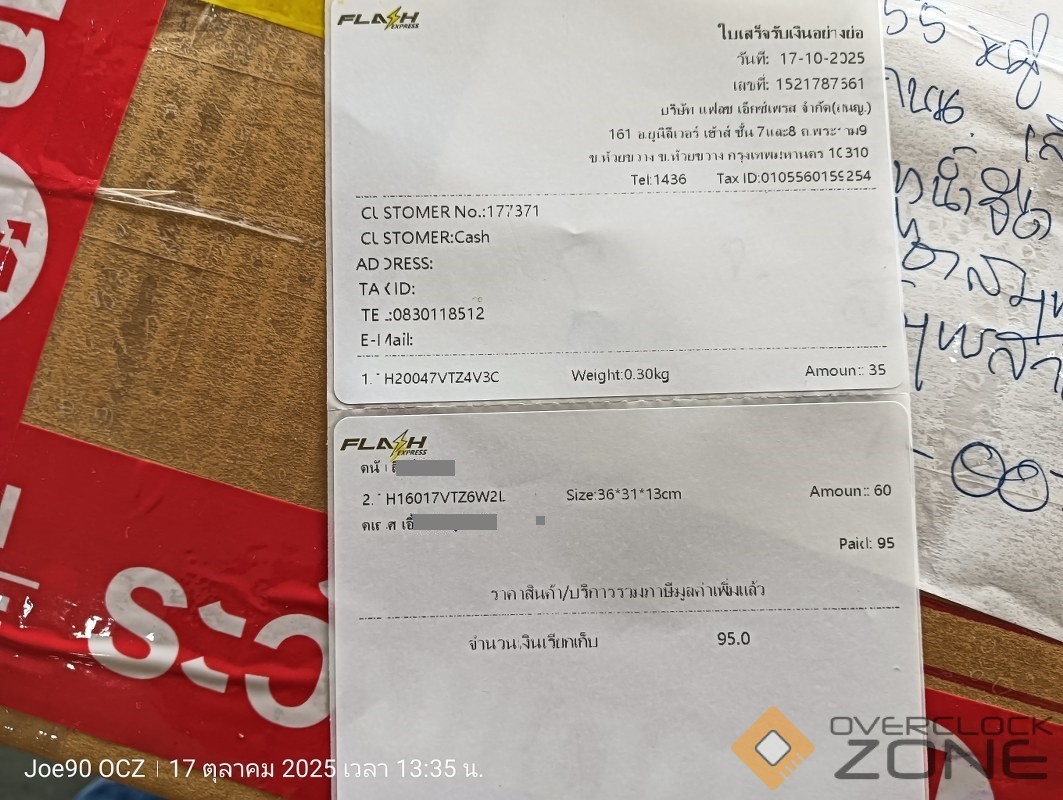 FLASH EXPRESS
ใบเสร็จรับเงินอย่างย่อ
วันที่: 17-10-2025
เลขที่: 1521787561
บริษัท แฟลช เอ็กซ์เพรส จำกัด(สนญ.)
161 อ.ยูนิลีเวอร์ เฮ้าส์ ชั้น 7และ8 ถ.พระราม9
ข.ห้วยขวาง ข.ห้วยขวาง กรุงเทพมหานคร 10310
Tel:1436 Tax ID:0105560159254
CUSTOMER No.:177371
CUSTOMER:Cash
ADDRESS:
TAX ID:
TEL:0830118512
E-Mail:
1. TH20047VTZ4V3C Weight:0.30kg Amount: 35
FLASH EXPRESS
2. TH16017VTZ6W2L Size:36*31*13cm Amount: 60
Paid: 95
ราคาสินค้า/บริการรวมภาษีมูลค่าเพิ่มแล้ว
จำนวนเงินเรียกเก็บ 95.0
ระวัง
55 หมู่
OVERCLOCK
ZONE
Joe90 OCZ | 17 ตุลาคม 2025 เวลา 13:35 น.